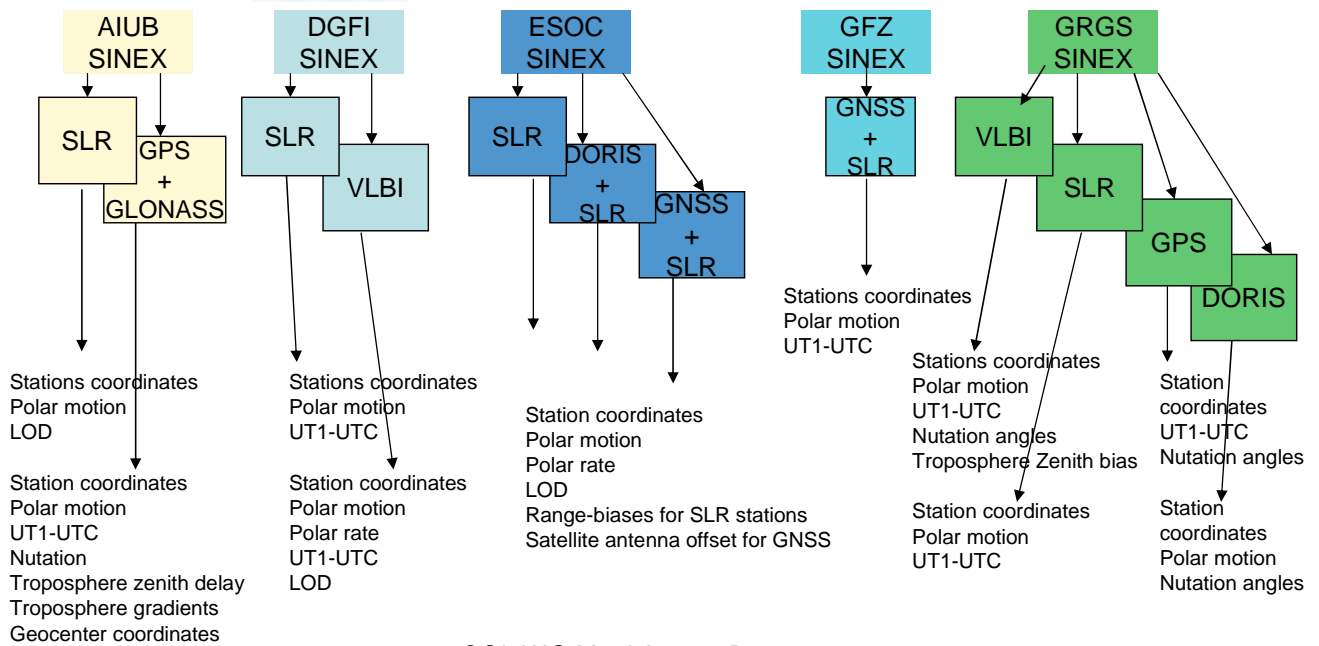 AIUB
SINEX
DGFI
SINEX
ESOC
SINEX
GFZ
SINEX
GRGS
SINEX
SLR
GPS
+
GLONASS
SLR
VLBI
SLR
DORIS
+
SLR
GNSS
+
SLR
GNSS
+
SLR
VLBI
SLR
GPS
DORIS
Stations coordinates
Polar motion
LOD
Station coordinates
Polar motion
UT1-UTC
Nutation
Troposphere zenith delay
Troposphere gradients
Geocenter coordinates
Stations coordinates
Polar motion
UT1-UTC
Station coordinates
Polar motion
Polar rate
UT1-UTC
LOD
Station coordinates
Polar motion
Polar rate
LOD
Range-biases for SLR stations
Satellite antenna offset for GNSS
Stations coordinates
Polar motion
UT1-UTC
Stations coordinates
Polar motion
UT1-UTC
Nutation angles
Troposphere Zenith bias
Station coordinates
Polar motion
UT1-UTC
Station
coordinates
UT1-UTC
Nutation angles
Station
coordinates
Polar motion
Nutation angles